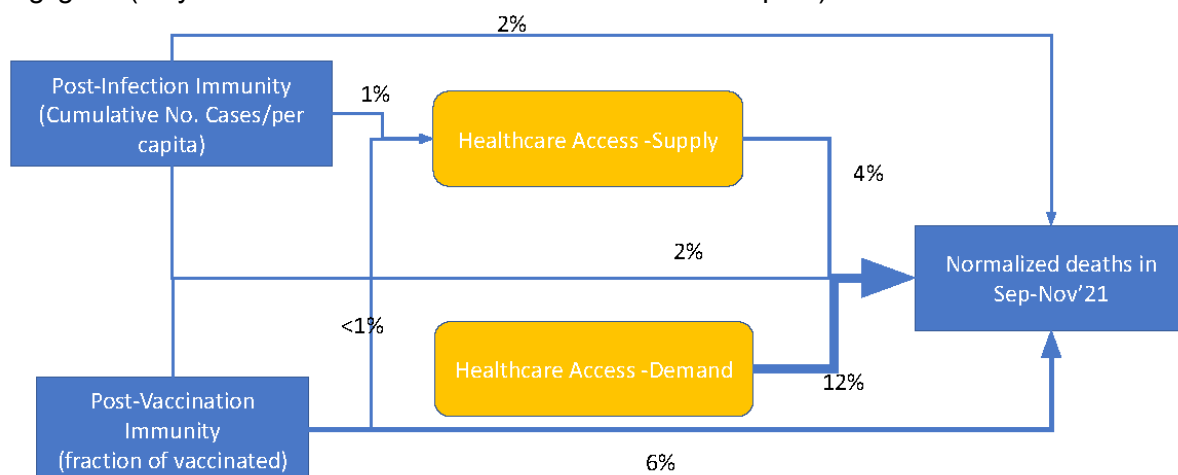 2%
Post-Infection Immunity
(Cumulative No. Cases/per
capita)
1%
Healthcare Access -Supply
4%
2%
Normalized deaths in
Sep-Nov'21
<1%
Healthcare Access -Demand
12%
Post-Vaccination
Immunity
(fraction of vaccinated)
6%